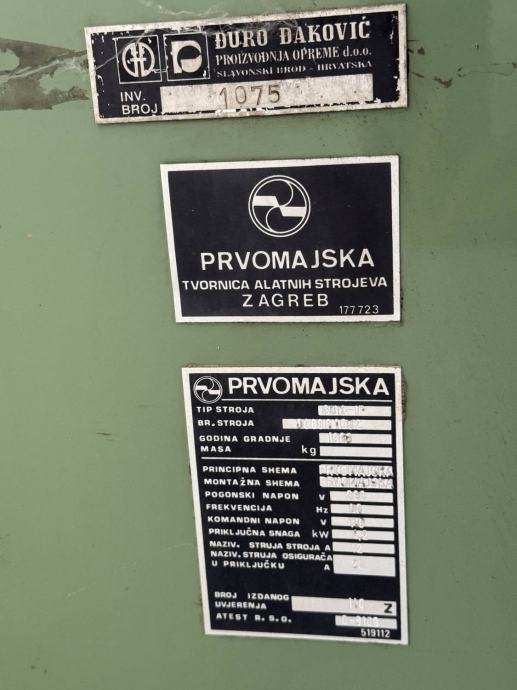 ĐURO ĐAKOVIĆ
PROIZVODNJA OPREME d.o.o.
SLAVONSKI BROD - HRVATSKA
INV. BROJ 1075
PRVOMAJSKA
TVORNICA ALATNIH STROJEVA
ZAGREB
177723
PRVOMAJSKA
TIP STROJA
BR. STROJA
GODINA GRADNJE
MASA kg
PRINCIPNA SHEMA PRVOMAJSKA
MONTAŽNA SHEMA PRVOMAJSKA
POGONSKI NAPON V
FREKVENCIJA Hz
KOMANDNI NAPON V
PRIKLJUČNA SNAGA kW
NAZIV. STRUJA STROJA A
NAZIV. STRUJA OSIGURAČA
U PRIKLJUČKU A
BROJ IZDANOG
UVJERENJA Z
ATEST R.S.O.
519112